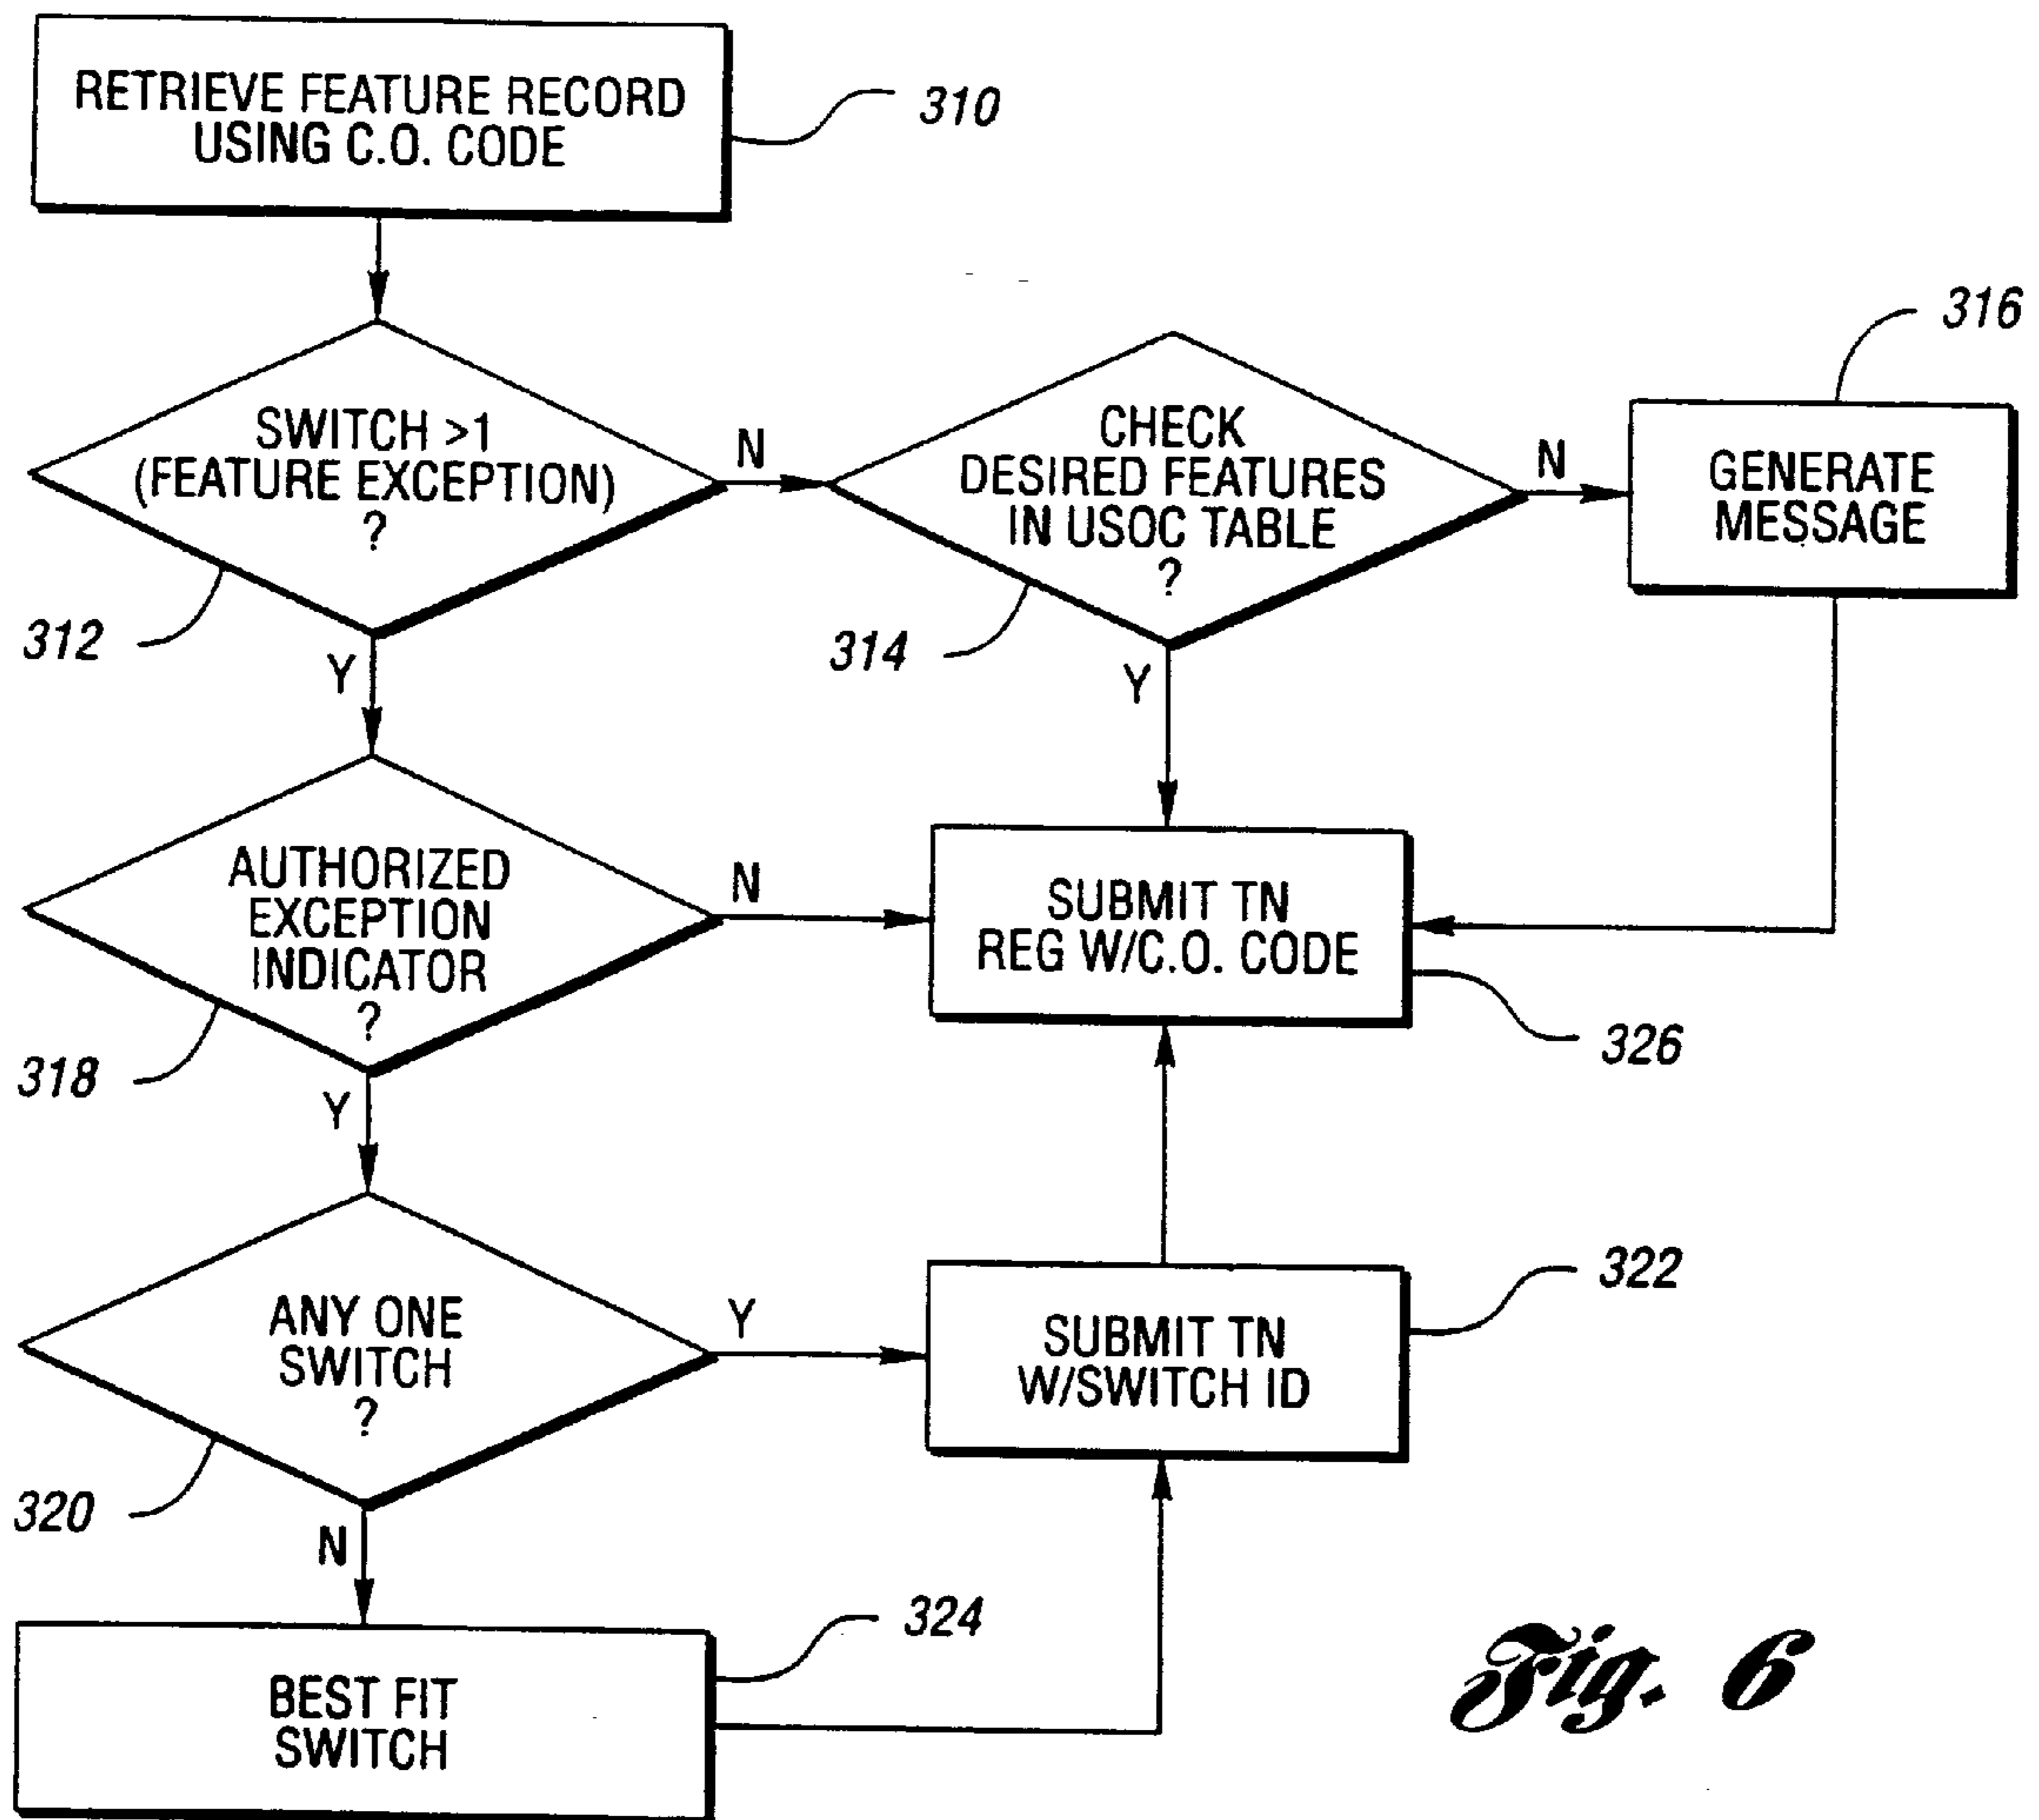 RETRIEVE FEATURE RECORD
USING C.O. CODE
310
SWITCH >1
(FEATURE EXCEPTION)
?
312
N
Y
CHECK
DESIRED FEATURES
IN USOC TABLE
?
314
N
Y
316
GENERATE
MESSAGE
AUTHORIZED
EXCEPTION
INDICATOR
?
318
N
Y
SUBMIT TN
REG W/C.O. CODE
326
ANY ONE
SWITCH
?
320
Y
N
SUBMIT TN
W/SWITCH ID
322
BEST FIT
SWITCH
324
Fig. 6